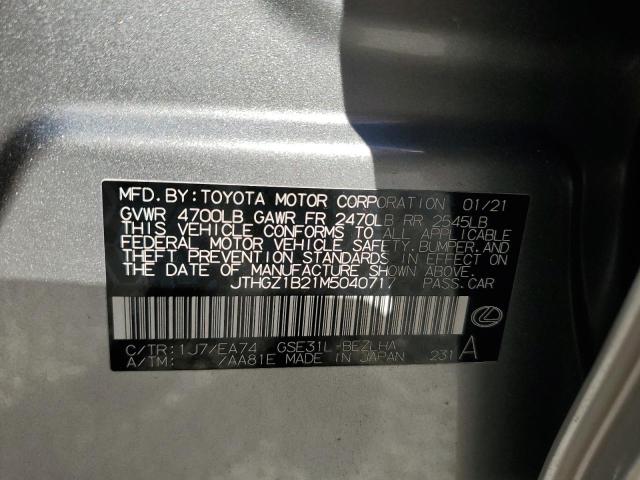 MFD. BY: TOYOTA MOTOR CORPORATION 01/21
GVWR 4700LB GAWR FR 2470LB RR 2545LB
THIS VEHICLE CONFORMS TO ALL APPLICABLE
FEDERAL MOTOR VEHICLE SAFETY, BUMPER, AND
THEFT PREVENTION STANDARDS IN EFFECT ON
THE DATE OF MANUFACTURE SHOWN ABOVE.
JTHGZ1B21M5040717 PASS. CAR
C/TR: 1J7/EA74 GSE31L-BEZLHA
A/TM: 7AA81E MADE IN JAPAN 231 A